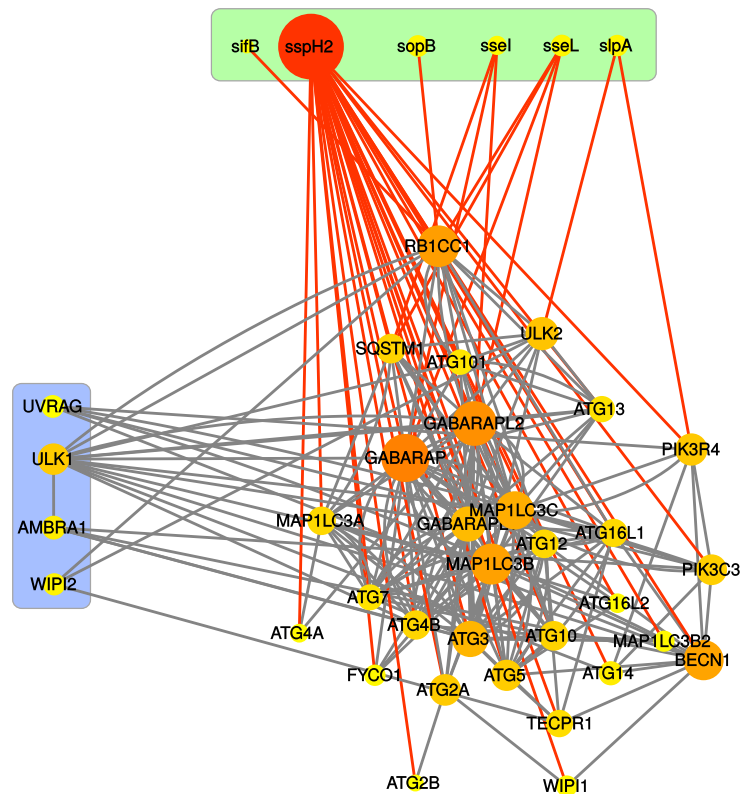 sifB
sspH2
sopB
sseI
sseL
slpA
RB1CC1
ULK2
SQSTM1
ATG101
UVRAG
ATG13
GABARAPL2
ULK1
GABARAP
PIK3R4
MAP1LC3C
MAP1LC3A
GABARAPL
AMBRA1
ATG16L1
ATG12
MAP1LC3B
PIK3C3
WIPI2
ATG7
ATG16L2
ATG4B
ATG4A
ATG3
ATG10
MAP1LC3B2
BECN1
FYCO1
ATG5
ATG14
ATG2A
TECPR1
ATG2B
WIPI1